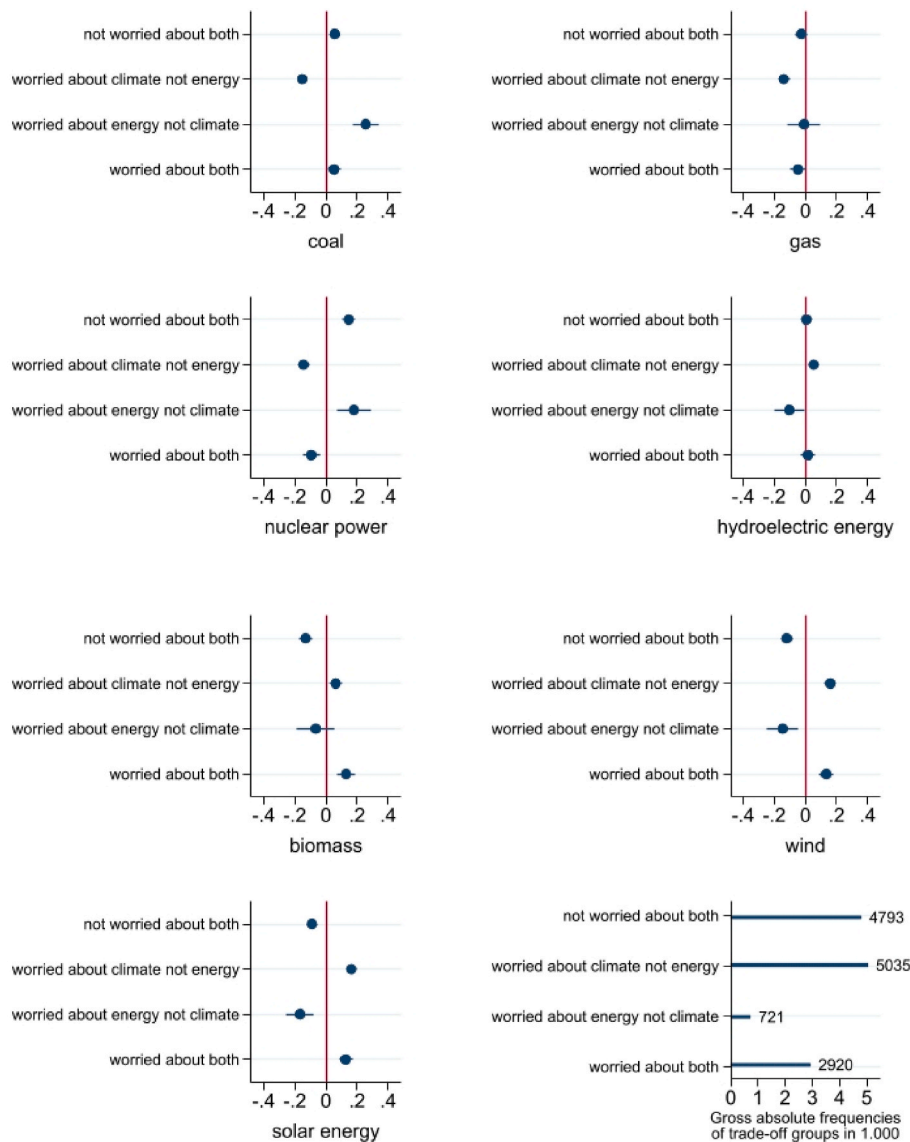 not worried about both
worried about climate not energy
worried about energy not climate
worried about both
-.4 -.2 0 .2 .4
coal
not worried about both
worried about climate not energy
worried about energy not climate
worried about both
-.4 -.2 0 .2 .4
gas
not worried about both
worried about climate not energy
worried about energy not climate
worried about both
-.4 -.2 0 .2 .4
nuclear power
not worried about both
worried about climate not energy
worried about energy not climate
worried about both
-.4 -.2 0 .2 .4
hydroelectric energy
not worried about both
worried about climate not energy
worried about energy not climate
worried about both
-.4 -.2 0 .2 .4
biomass
not worried about both
worried about climate not energy
worried about energy not climate
worried about both
-.4 -.2 0 .2 .4
wind
not worried about both
worried about climate not energy
worried about energy not climate
worried about both
-.4 -.2 0 .2 .4
solar energy
not worried about both 4793
worried about climate not energy 5035
worried about energy not climate 721
worried about both 2920
0 1 2 3 4 5
Gross absolute frequencies
of trade-off groups in 1.000